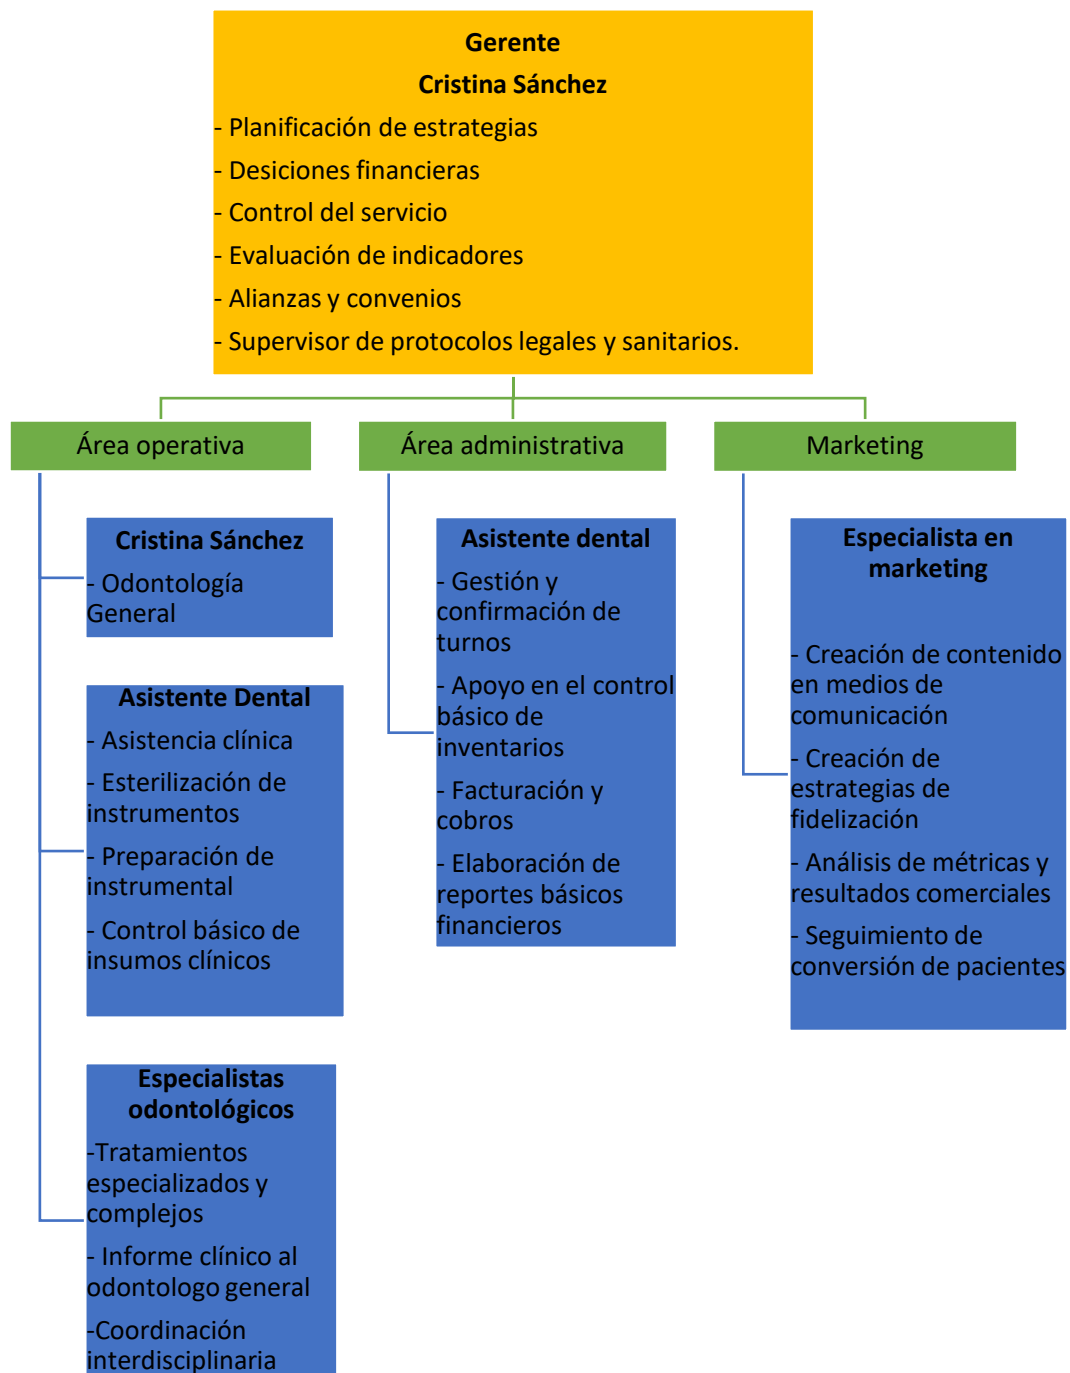 Gerente
Cristina Sánchez
- Planificación de estrategias
- Desiciones financieras
- Control del servicio
- Evaluación de indicadores
- Alianzas y convenios
- Supervisor de protocolos legales y sanitarios.
Área operativa
Cristina Sánchez
- Odontología
General
Asistente Dental
- Asistencia clínica
- Esterilización de
instrumentos
- Preparación de
instrumental
- Control básico de
insumos clínicos
Especialistas
odontológicos
-Tratamientos
especializados y
complejos
- Informe clínico al
odontologo general
-Coordinación
interdisciplinaria
Área administrativa
Asistente dental
- Gestión y
confirmación de
turnos
- Apoyo en el control
básico de
inventarios
- Facturación y
cobros
- Elaboración de
reportes básicos
financieros
Marketing
Especialista en
marketing
- Creación de contenido
en medios de
comunicación
- Creación de
estrategias de
fidelización
- Análisis de métricas y
resultados comerciales
- Seguimiento de
conversión de pacientes